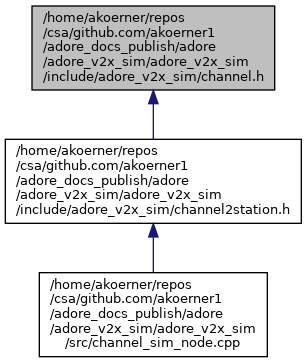 /home/akoerner/repos
/csa/github.com/akoerner1
/adore_docs_publish/adore
/adore_v2x_sim/adore_v2x_sim
/include/adore_v2x_sim/channel.h
/home/akoerner/repos
/csa/github.com/akoerner1
/adore_docs_publish/adore
/adore_v2x_sim/adore_v2x_sim
/include/adore_v2x_sim/channel2station.h
/home/akoerner/repos
/csa/github.com/akoerner1
/adore_docs_publish/adore
/adore_v2x_sim/adore_v2x_sim
/src/channel_sim_node.cpp